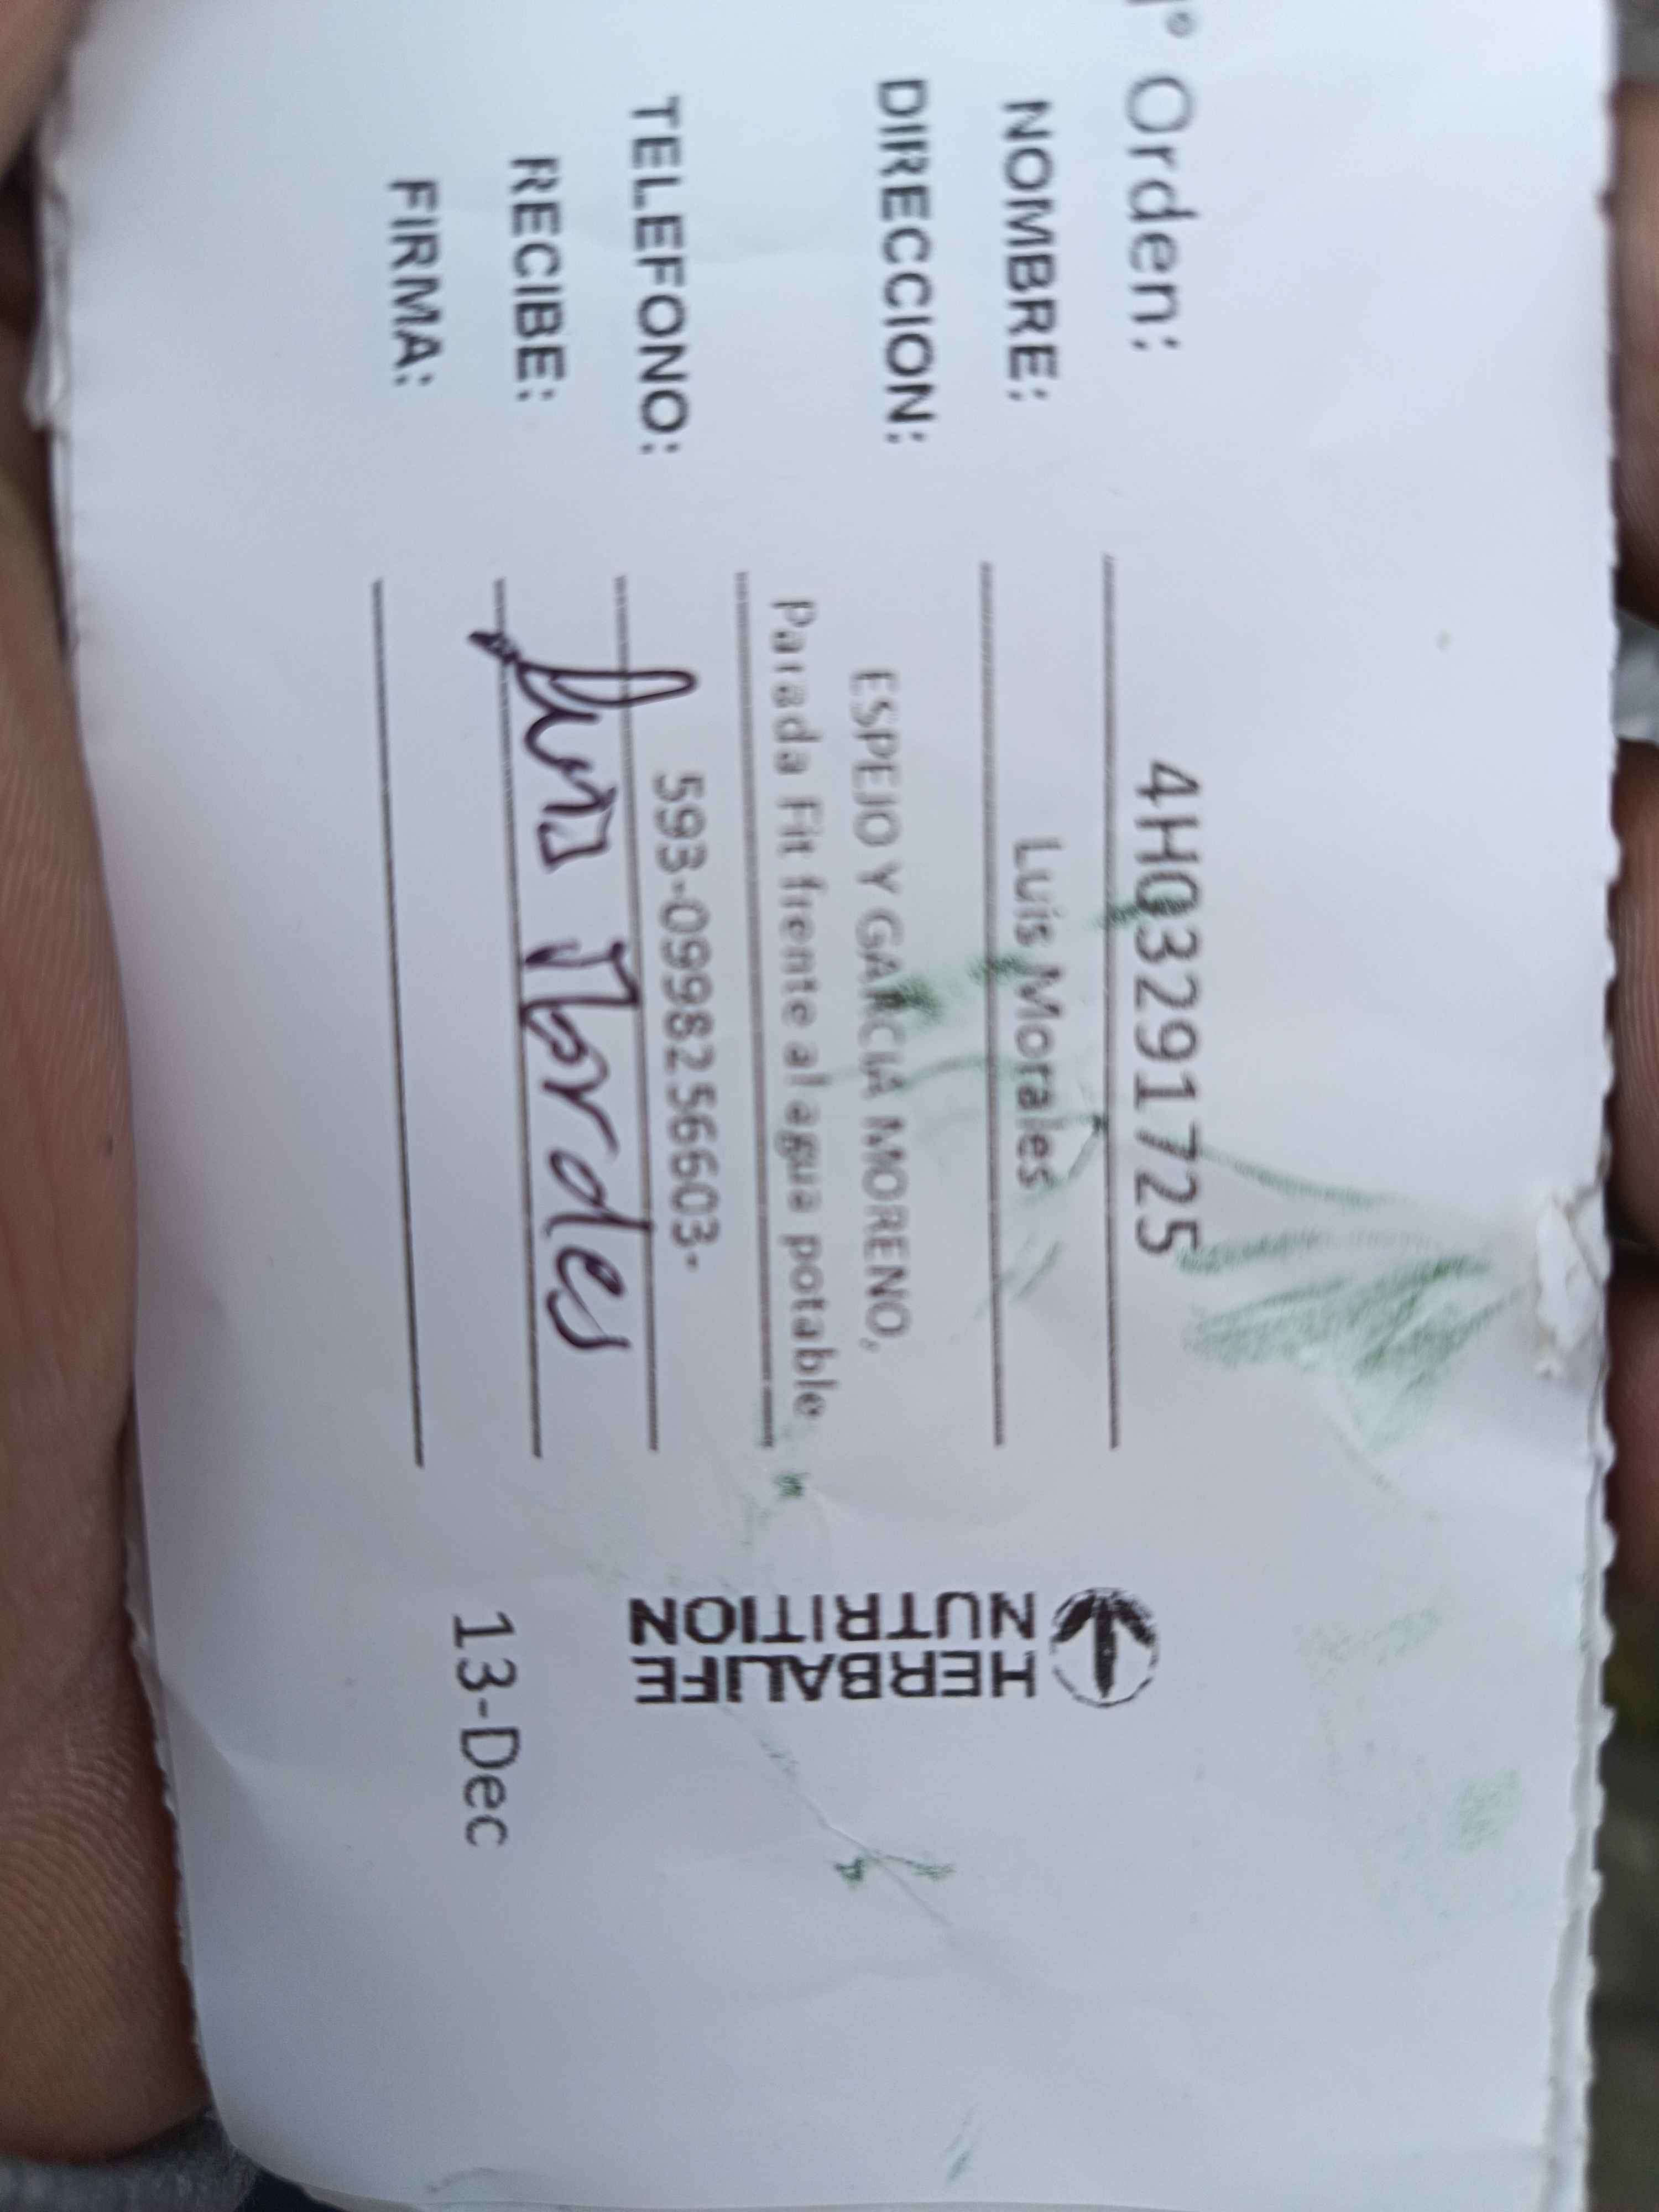 N° Orden: 4H03291725
NOMBRE: Luis Morales
DIRECCION: ESPEJO Y GARCIA MORENO,
Parada Fit frente al agua potable
TELEFONO: 593-0998256603-
RECIBE: Luis Morales
FIRMA:
HERBALIFE
NUTRITION
13-Dec